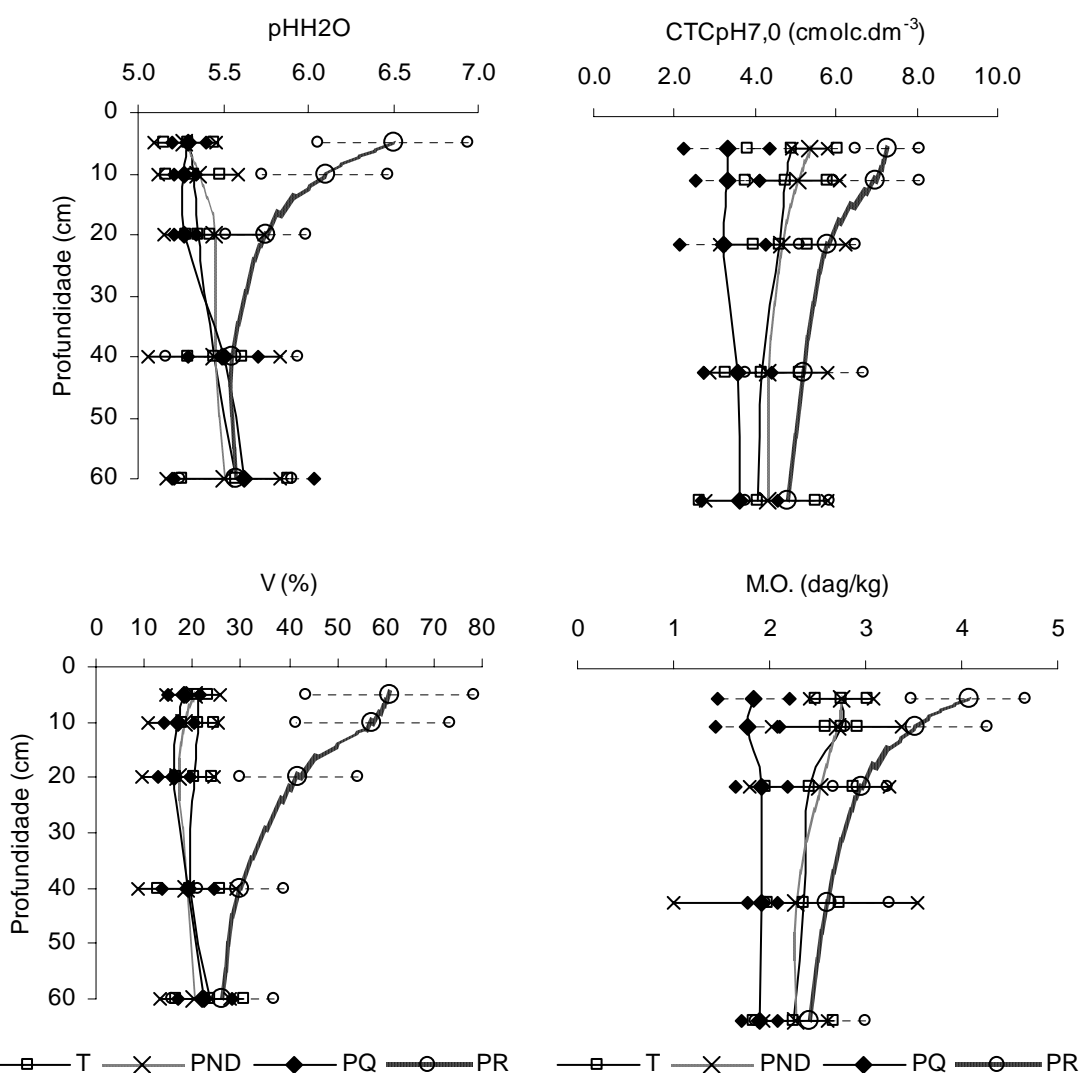 pHH2O
5.0 5.5 6.0 6.5 7.0
0
10
20
30
40
50
60
Profundidade (cm)
CTCpH7,0 (cmolc.dm-3)
0.0 2.0 4.0 6.0 8.0 10.0
V (%)
0 10 20 30 40 50 60 70 80
0
10
20
30
40
50
60
Profundidade (cm)
M.O. (dag/kg)
0 1 2 3 4 5
T PND PQ PR
T PND PQ PR